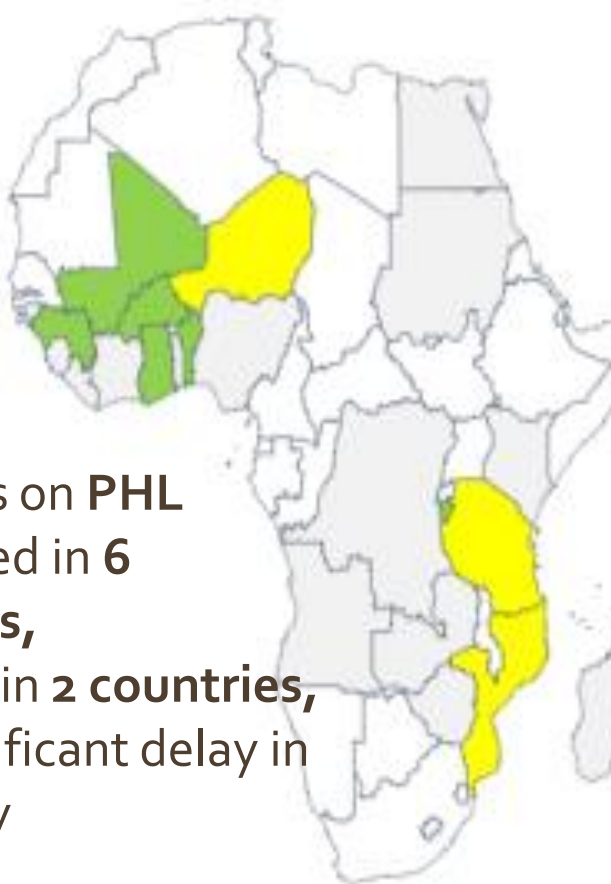 s on PHL
ed in 6
s,
in 2 countries,
ficant delay in
y